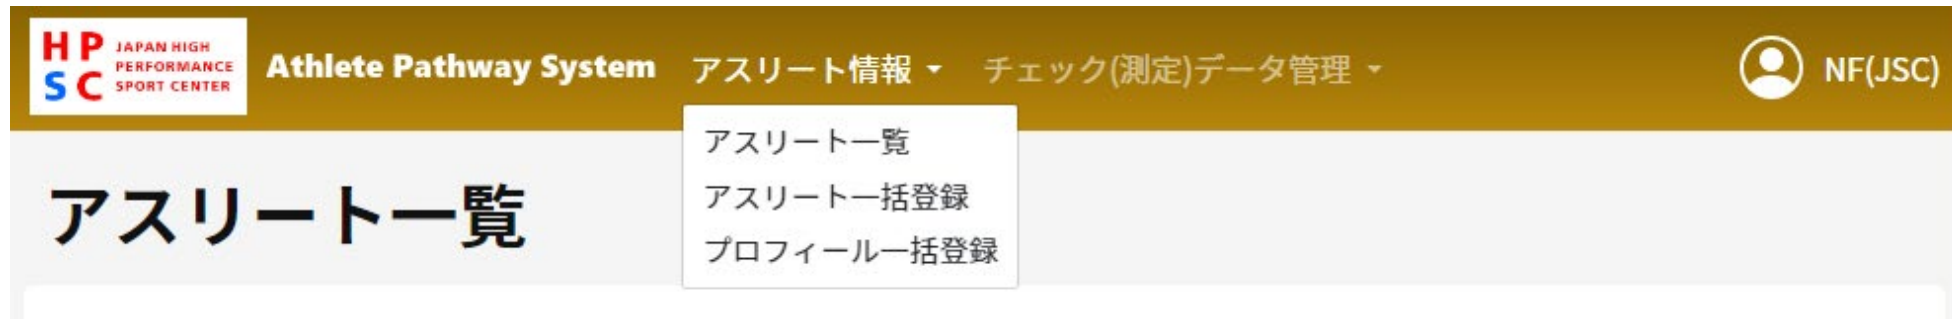 HP JAPAN HIGH
PERFORMANCE
SC SPORT CENTER
Athlete Pathway System アスリート情報 チェック(測定)データ管理 NF(JSC)
アスリート一覧
アスリート一括登録
プロフィール一括登録
アスリート一覧